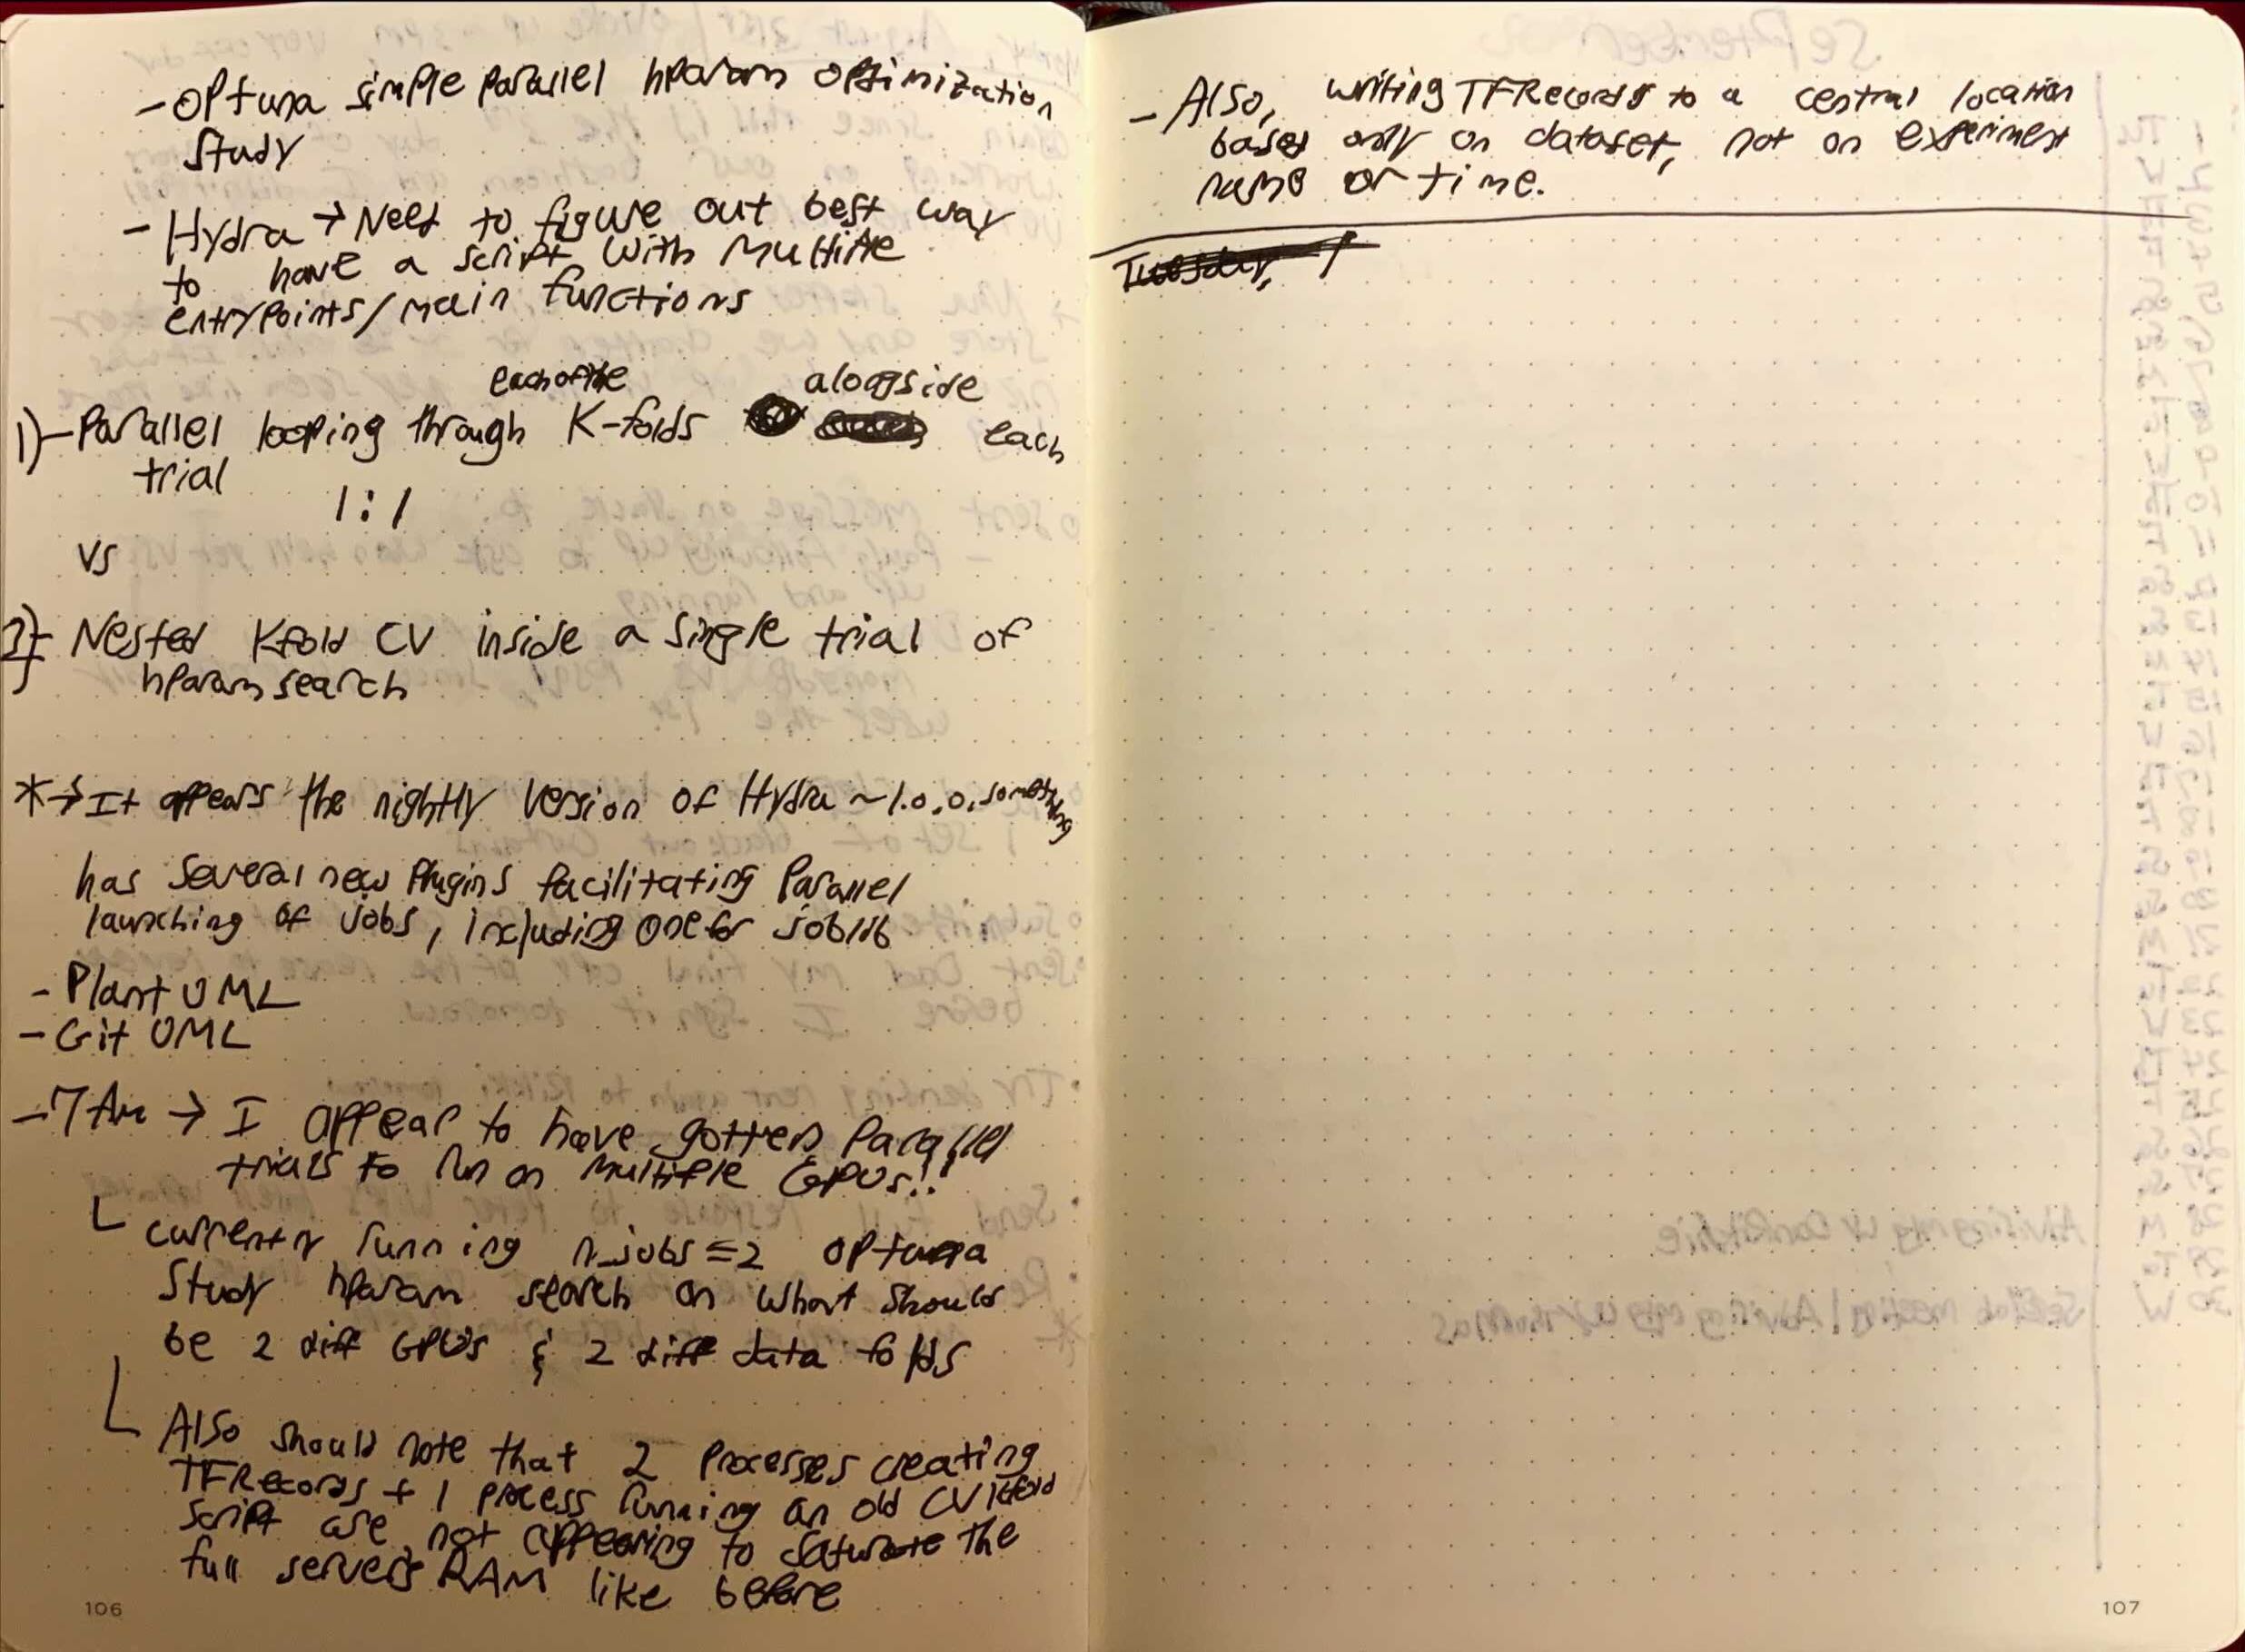 - Optuna simple parallel hparam optimization
study
- Hydra → Need to figure out best way
to have a script with multiple
entrypoints/main functions
each of the alongside
1) - Parallel looping through K-folds each
trial
1:1
vs
2) - Nested Kfold CV inside a single trial of
hparam search
* → It appears the nightly version of Hydra ~1.0.0.something
has several new plugins facilitating parallel
launching of jobs, including one for joblib
- Plant UML
- Git UML
- 7 AM → I appear to have gotten parallel
trials to run on multiple GPUs!!
currently running n_jobs=2 optuna
study hparam search on what should
be 2 diff GPUs & 2 diff data folds
Also should note that 2 processes creating
TFRecords + 1 process running an old CV Kfold
script are not appearing to saturate the
full servers RAM like before
106
- Also, writing TFRecords to a central location
based only on dataset, not on experiment
name or time.
Tuesday, 1
107